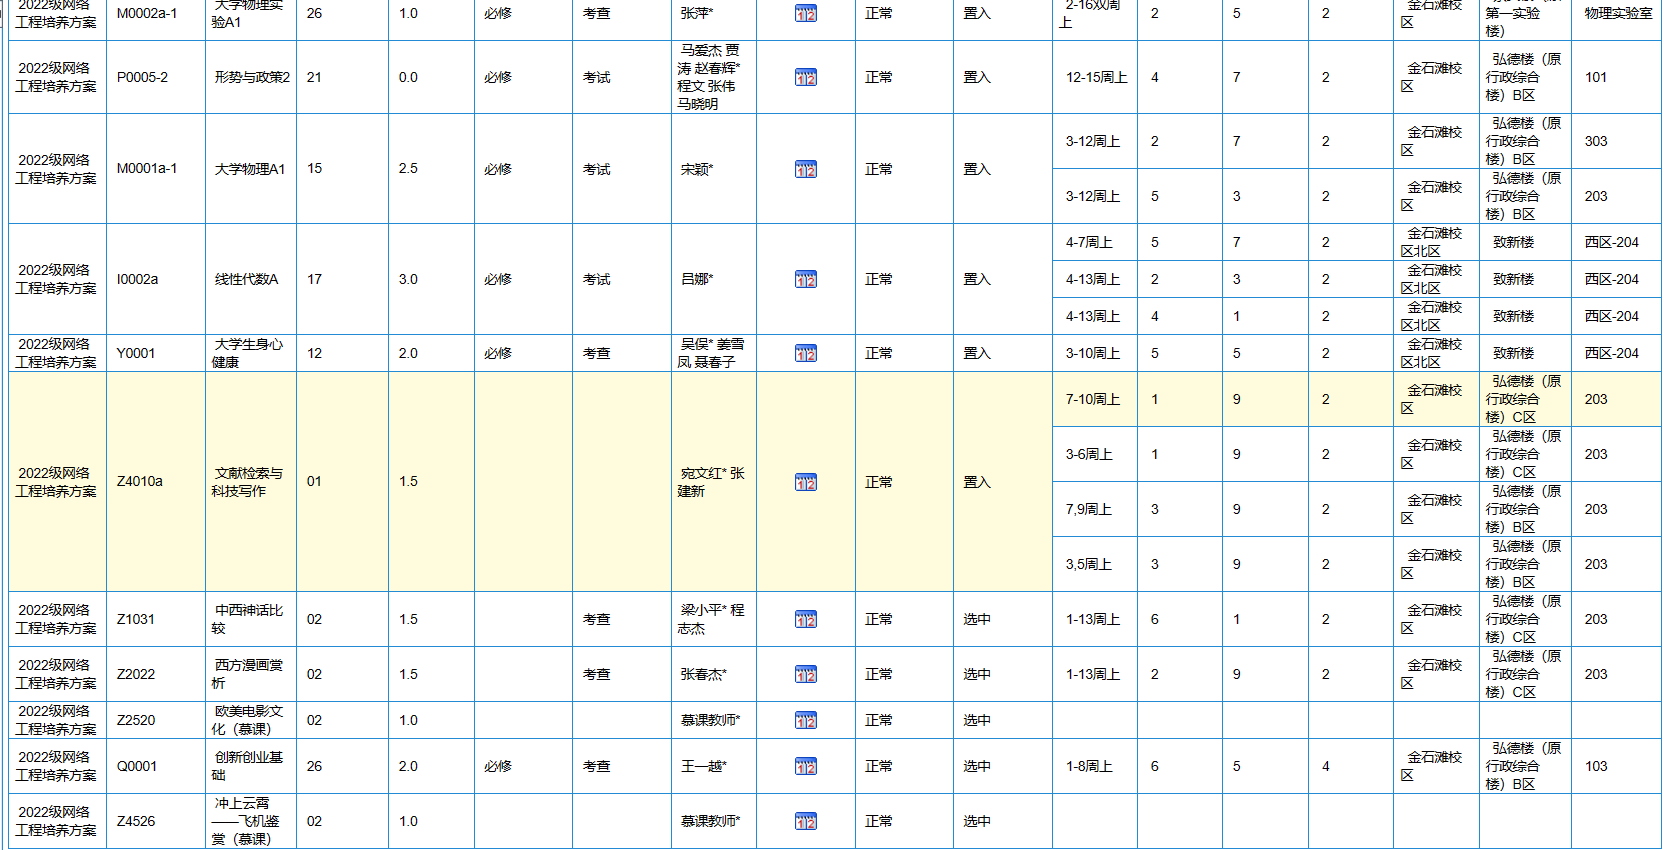 2022级网络
工程培养方案
M0002a-1
大学物理实
验A1
26
1.0
必修
考查
张萍*
正常
置入
2-16双周
上
2
5
2
金石滩校
区
第一实验
楼）
物理实验室
2022级网络
工程培养方案
P0005-2
形势与政策2
21
0.0
必修
考试
马爱杰 贾
涛 赵春辉*
程文 张伟
马晓明
正常
置入
12-15周上
4
7
2
金石滩校
区
弘德楼（原
行政综合
楼）B区
101
2022级网络
工程培养方案
M0001a-1
大学物理A1
15
2.5
必修
考试
宋颖*
正常
置入
3-12周上
2
7
2
金石滩校
区
弘德楼（原
行政综合
楼）B区
303
3-12周上
5
3
2
金石滩校
区
弘德楼（原
行政综合
楼）B区
203
2022级网络
工程培养方案
I0002a
线性代数A
17
3.0
必修
考试
吕娜*
正常
置入
4-7周上
5
7
2
金石滩校
区北区
致新楼
西区-204
4-13周上
2
3
2
金石滩校
区北区
致新楼
西区-204
4-13周上
4
1
2
金石滩校
区北区
致新楼
西区-204
2022级网络
工程培养方案
Y0001
大学生身心
健康
12
2.0
必修
考查
吴俣* 姜雪
凤 聂春子
正常
置入
3-10周上
5
5
2
金石滩校
区北区
致新楼
西区-204
2022级网络
工程培养方案
Z4010a
文献检索与
科技写作
01
1.5
宛文红* 张
建新
正常
置入
7-10周上
1
9
2
金石滩校
区
弘德楼（原
行政综合
楼）C区
203
3-6周上
1
9
2
金石滩校
区
弘德楼（原
行政综合
楼）C区
203
7,9周上
3
9
2
金石滩校
区
弘德楼（原
行政综合
楼）B区
203
3,5周上
3
9
2
金石滩校
区
弘德楼（原
行政综合
楼）B区
203
2022级网络
工程培养方案
Z1031
中西神话比
较
02
1.5
考查
梁小平* 程
志杰
正常
选中
1-13周上
6
1
2
金石滩校
区
弘德楼（原
行政综合
楼）C区
203
2022级网络
工程培养方案
Z2022
西方漫画赏
析
02
1.5
考查
张春杰*
正常
选中
1-13周上
2
9
2
金石滩校
区
弘德楼（原
行政综合
楼）C区
203
2022级网络
工程培养方案
Z2520
欧美电影文
化（慕课）
02
1.0
慕课教师*
正常
选中
2022级网络
工程培养方案
Q0001
创新创业基
础
26
2.0
必修
考查
王一越*
正常
选中
1-8周上
6
5
4
金石滩校
区
弘德楼（原
行政综合
楼）B区
103
2022级网络
工程培养方案
Z4526
冲上云霄
——飞机鉴
赏（慕课）
02
1.0
慕课教师*
正常
选中